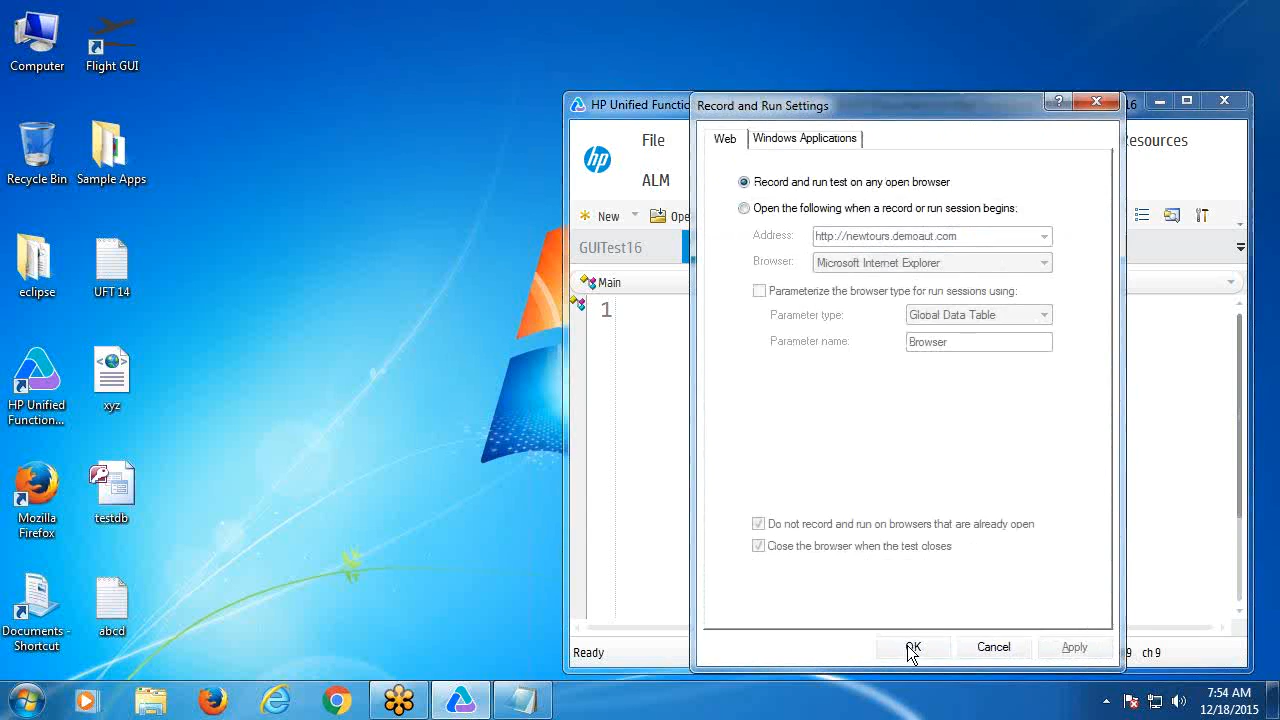 Computer
Flight GUI
Recycle Bin
Sample Apps
eclipse
UFT 14
HP Unified
Function...
xyz
Mozilla
Firefox
testdb
Documents -
Shortcut
abcd
HP Unified Functio
16
hp
File
Resources
ALM
New
Ope
GUITest16
Main
1
Ready
9 ch 9
Record and Run Settings
?
Web
Windows Applications
Record and run test on any open browser
Open the following when a record or run session begins:
Address:
http://newtours.demoaut.com
Browser:
Microsoft Internet Explorer
Parameterize the browser type for run sessions using:
Parameter type:
Global Data Table
Parameter name:
Browser
Do not record and run on browsers that are already open
Close the browser when the test closes
OK
Cancel
Apply
7:54 AM
12/18/2015